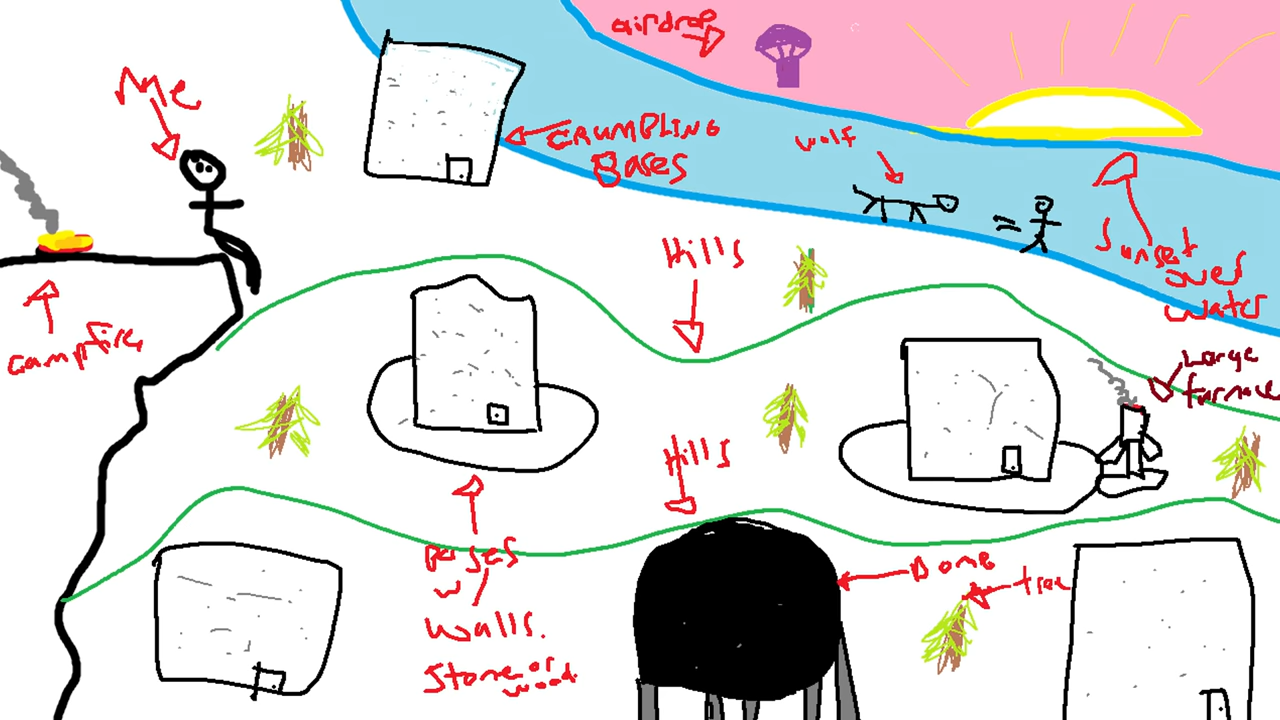 airdrop
Me
CRUMBLING
Bases
wolf
Sunset
over
water
Hills
campfire
Large
furnace
Hills
Bases
w/
walls.
Stone or
wood
Dome
tree